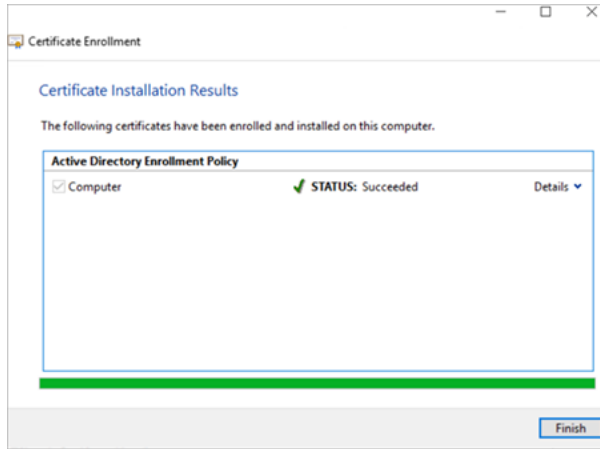 Certificate Enrollment
Certificate Installation Results
The following certificates have been enrolled and installed on this computer.
Active Directory Enrollment Policy
Computer STATUS: Succeeded Details
Finish